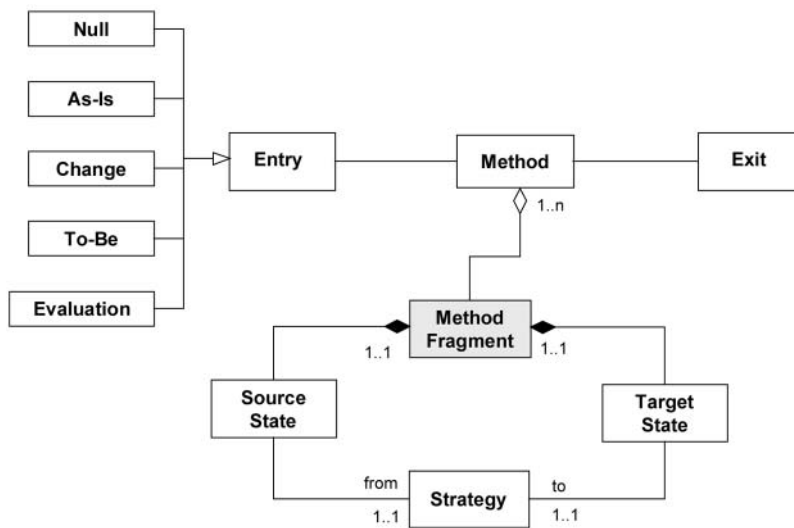 Null
As-Is
Change
To-Be
Evaluation
Entry
Method
Exit
1..n
Method
Fragment
1..1
1..1
Source
State
Target
State
from
to
Strategy
1..1
1..1